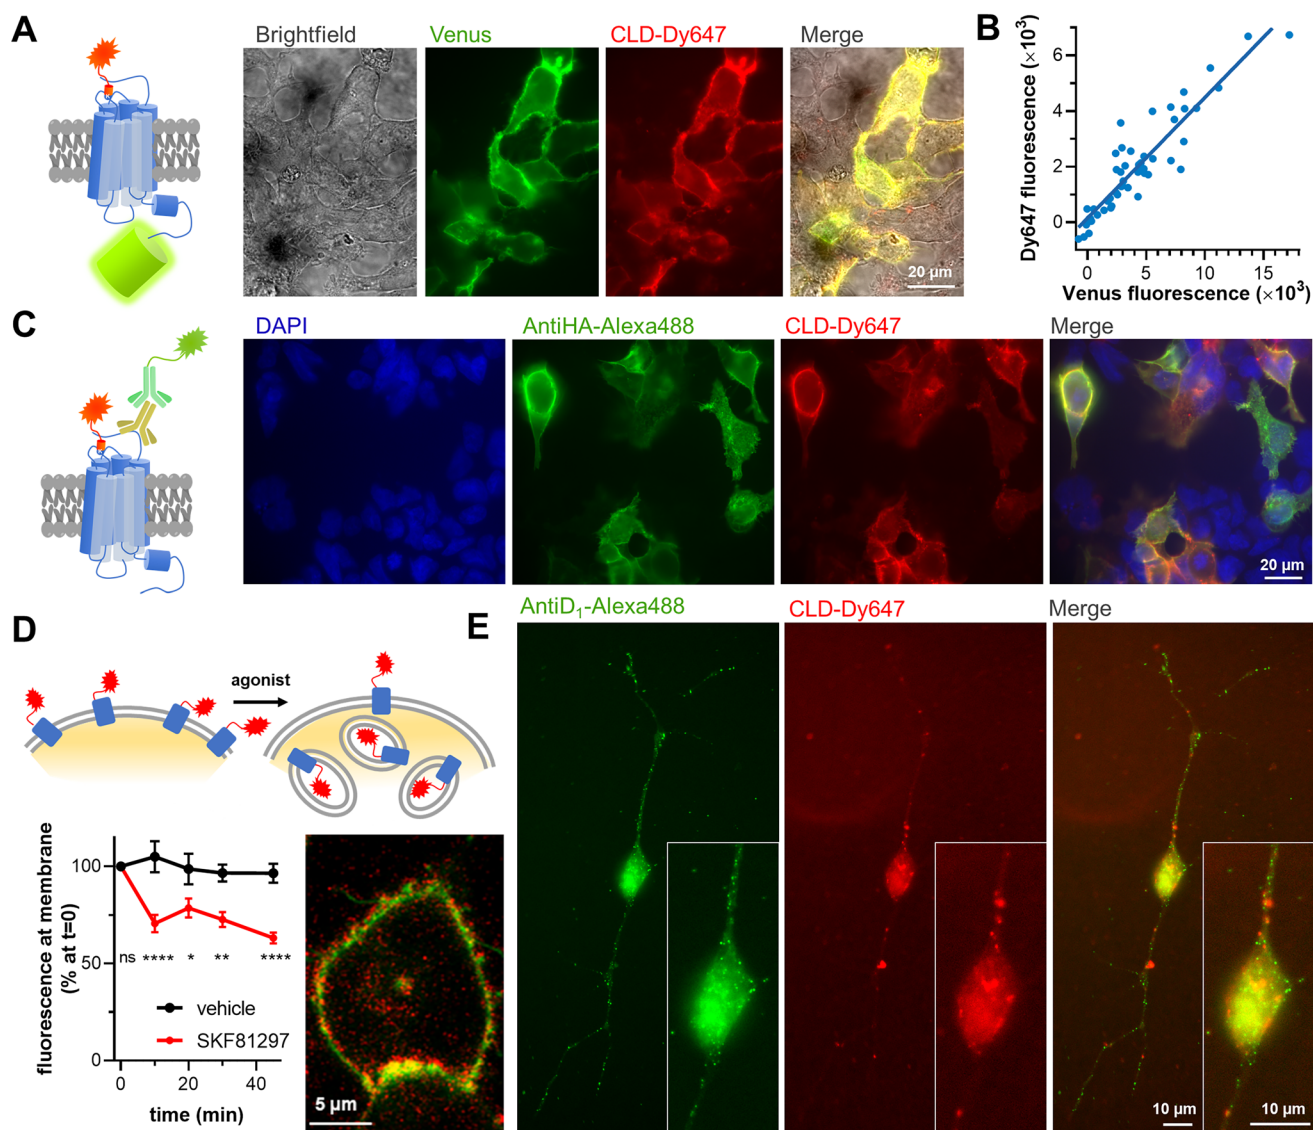 A
Brightfield
Venus
CLD-Dy647
Merge
20 µm
B
Dy647 fluorescence (×10³)
6
4
2
0
0
5
10
15
Venus fluorescence (×10³)
C
DAPI
AntiHA-Alexa488
CLD-Dy647
Merge
20 µm
D
agonist
fluorescence at membrane
(% at t=0)
100
50
0
ns
****
*
**
****
vehicle
SKF81297
0
20
40
time (min)
5 µm
E
AntiD₁-Alexa488
CLD-Dy647
Merge
10 µm
10 µm